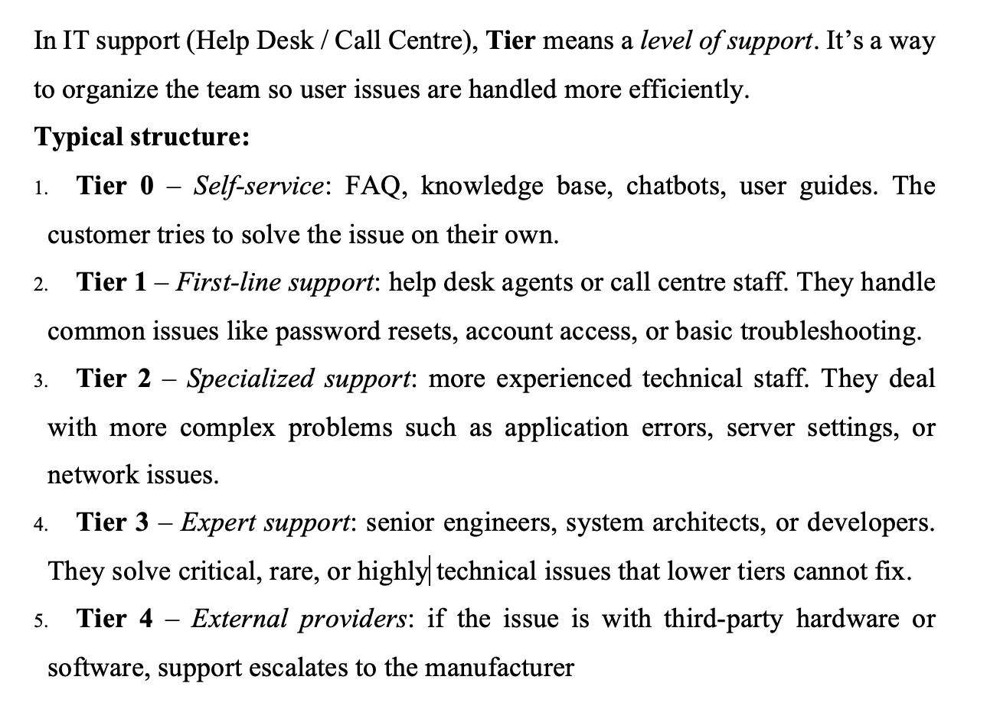 In IT support (Help Desk / Call Centre), Tier means a level of support. It’s a way
to organize the team so user issues are handled more efficiently.
Typical structure:
1. Tier 0 – Self-service: FAQ, knowledge base, chatbots, user guides. The
customer tries to solve the issue on their own.
2. Tier 1 – First-line support: help desk agents or call centre staff. They handle
common issues like password resets, account access, or basic troubleshooting.
3. Tier 2 – Specialized support: more experienced technical staff. They deal
with more complex problems such as application errors, server settings, or
network issues.
4. Tier 3 – Expert support: senior engineers, system architects, or developers.
They solve critical, rare, or highly technical issues that lower tiers cannot fix.
5. Tier 4 – External providers: if the issue is with third-party hardware or
software, support escalates to the manufacturer